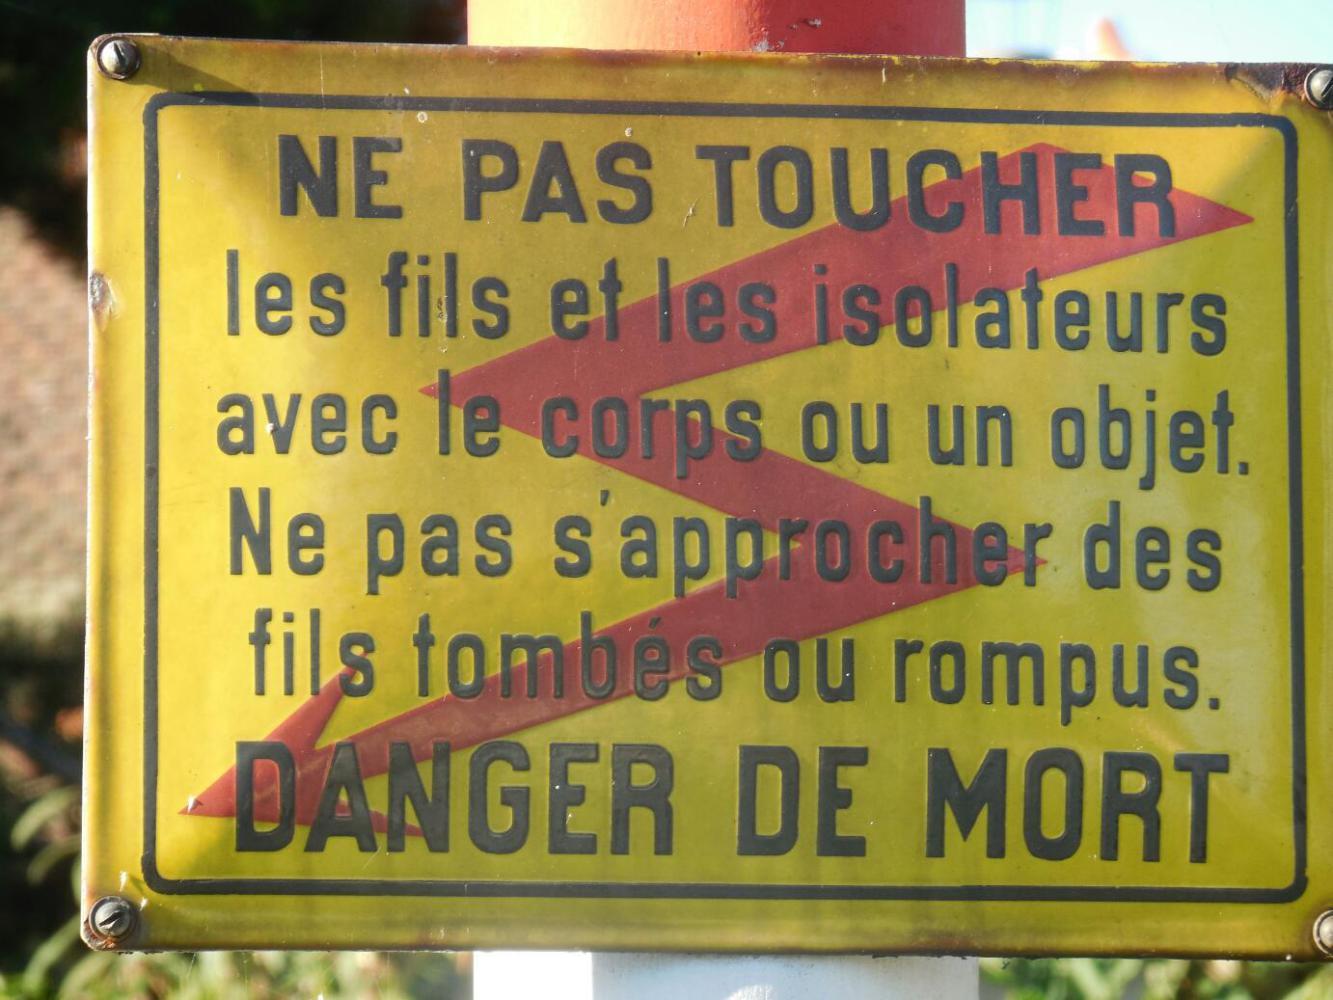 NE PAS TOUCHER
les fils et les isolateurs
avec le corps ou un objet.
Ne pas s'approcher des
fils tombés ou rompus.
DANGER DE MORT